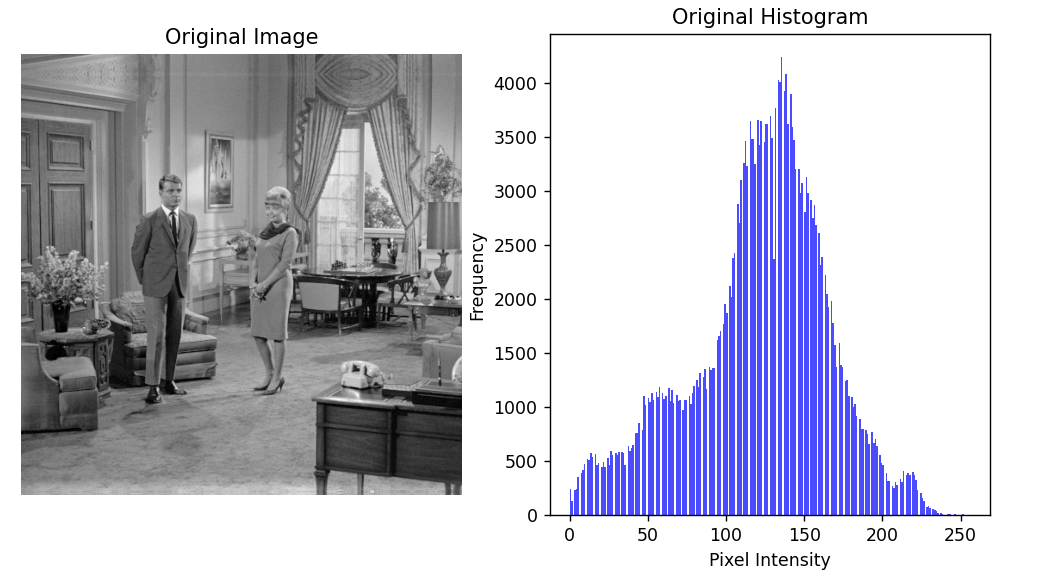 Original Image
Original Histogram
Frequency
4000
3500
3000
2500
2000
1500
1000
500
0
0 50 100 150 200 250
Pixel Intensity